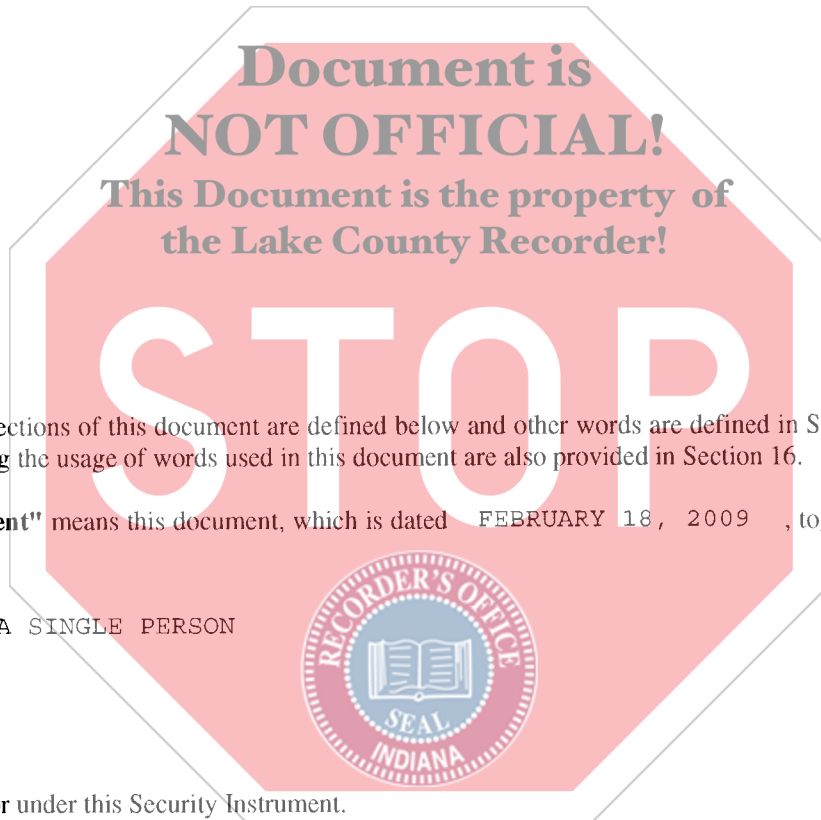 Document is
NOT OFFICIAL!
This Document is the property of
the Lake County Recorder!
STOP
ections of this document are defined below and other words are defined in S
g the usage of words used in this document are also provided in Section 16.
ent" means this document, which is dated FEBRUARY 18, 2009 , to
A SINGLE PERSON
RECORDER'S OFFICE
SEAL
INDIANA
r under this Security Instrument.